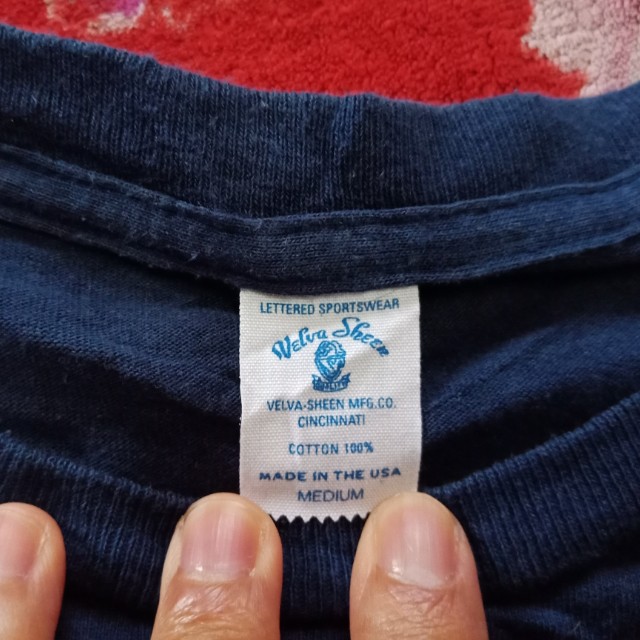 LETTERED SPORTSWEAR
Velva Sheen
VELVA-SHEEN MFG.CO.
CINCINNATI
COTTON 100%
MADE IN THE USA
MEDIUM